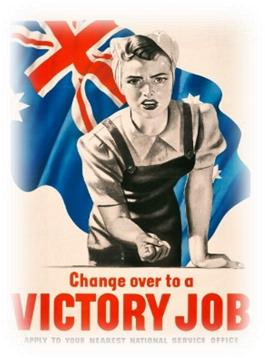 Change over to a
VICTORY JOB
APPLY TO YOUR NEAREST NATIONAL SERVICE OFFICE